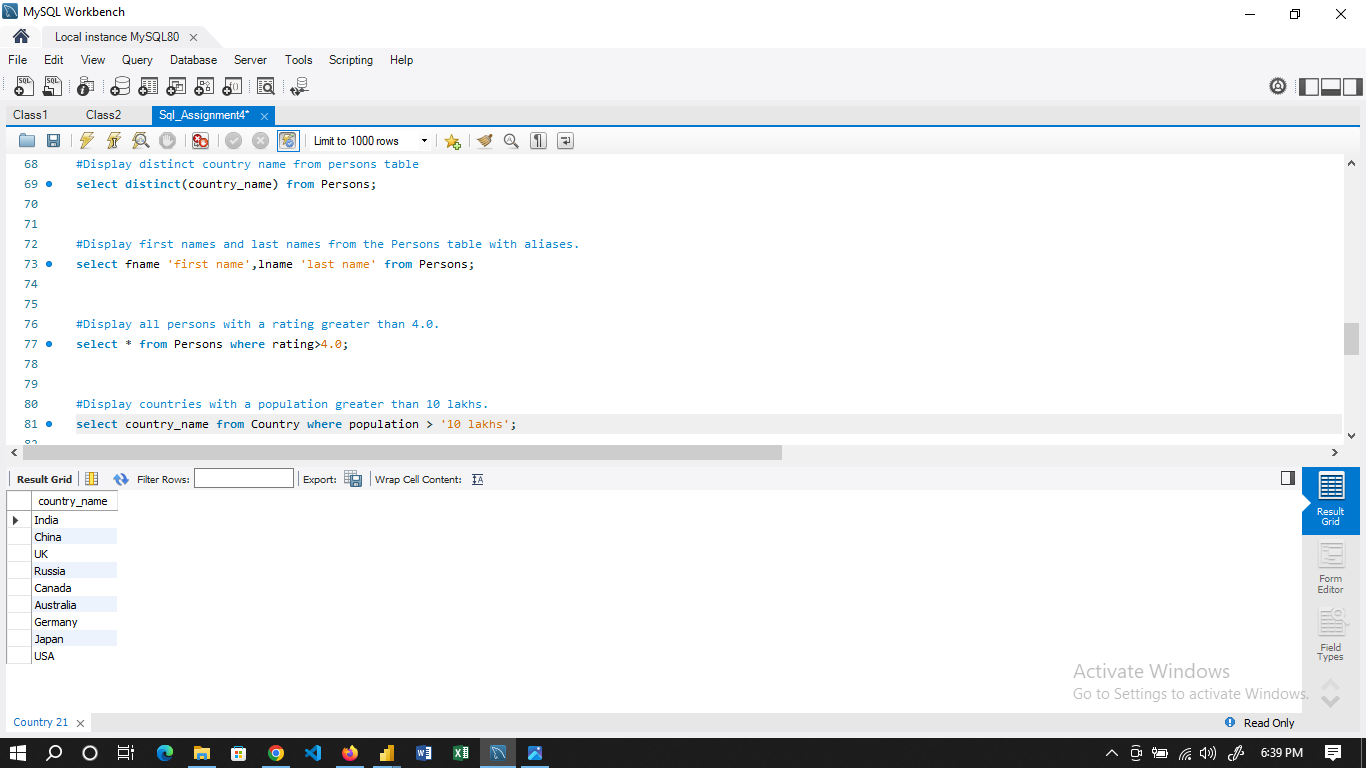 MySQL Workbench
Local instance MySQL80
File Edit View Query Database Server Tools Scripting Help
Class1 Class2 Sql_Assignment4*
Limit to 1000 rows
68 #Display distinct country name from persons table
69 select distinct(country_name) from Persons;
70
71
72 #Display first names and last names from the Persons table with aliases.
73 select fname 'first name',lname 'last name' from Persons;
74
75
76 #Display all persons with a rating greater than 4.0.
77 select * from Persons where rating>4.0;
78
79
80 #Display countries with a population greater than 10 lakhs.
81 select country_name from Country where population > '10 lakhs';
82
Result Grid Filter Rows: Export: Wrap Cell Content:
country_name
India
China
UK
Russia
Canada
Australia
Germany
Japan
USA
Result
Grid
Form
Editor
Field
Types
Activate Windows
Go to Settings to activate Windows.
Country 21 Read Only
6:39 PM